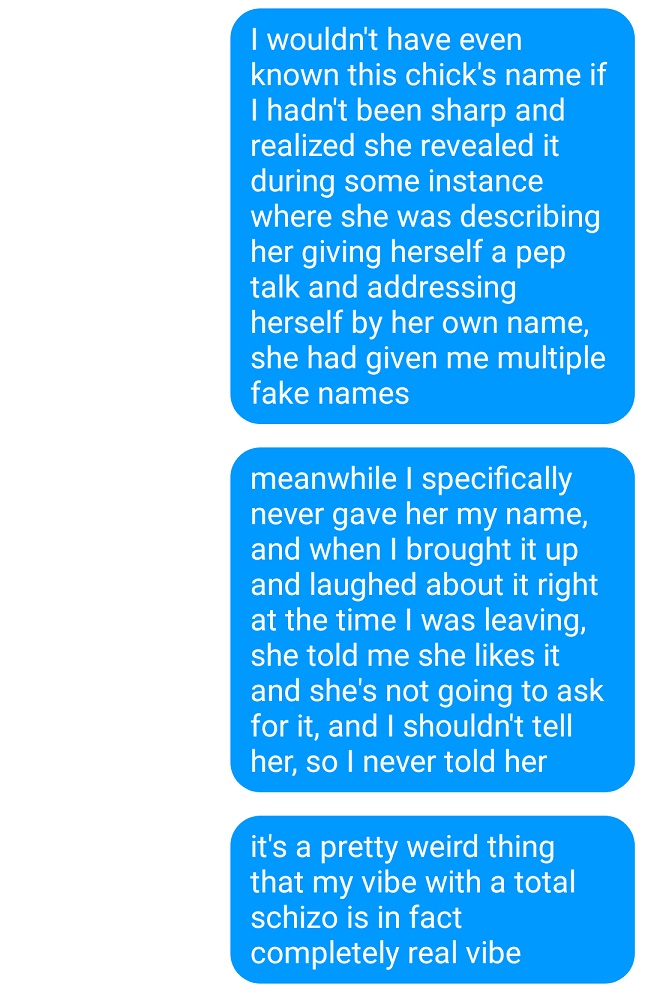 I wouldn't have even
known this chick's name if
I hadn't been sharp and
realized she revealed it
during some instance
where she was describing
her giving herself a pep
talk and addressing
herself by her own name,
she had given me multiple
fake names
meanwhile I specifically
never gave her my name,
and when I brought it up
and laughed about it right
at the time I was leaving,
she told me she likes it
and she's not going to ask
for it, and I shouldn't tell
her, so I never told her
it's a pretty weird thing
that my vibe with a total
schizo is in fact
completely real vibe